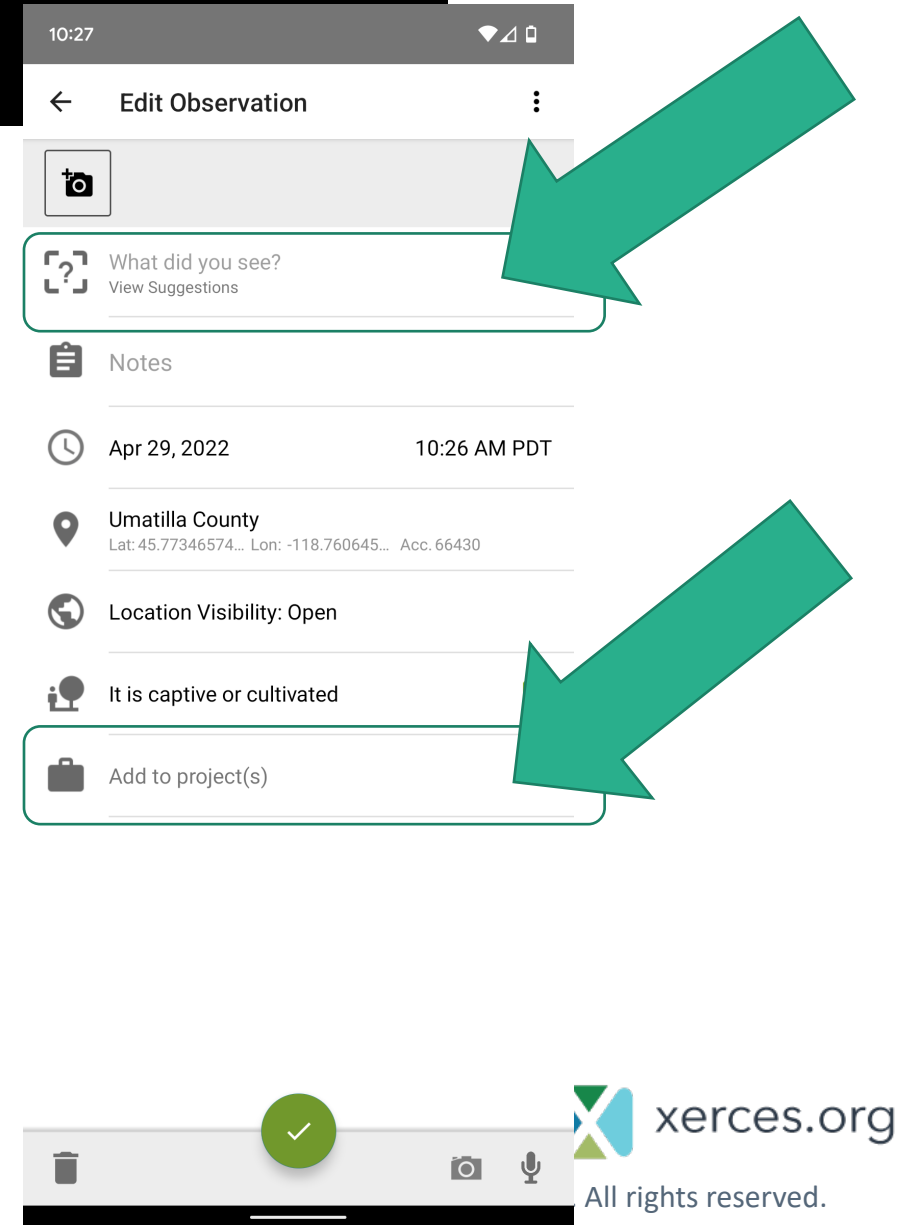 10:27
Edit Observation
What did you see?
View Suggestions
Notes
Apr 29, 2022 10:26 AM PDT
Umatilla County
Lat: 45.77346574... Lon: -118.760645... Acc. 66430
Location Visibility: Open
It is captive or cultivated
Add to project(s)
xerces.org
All rights reserved.